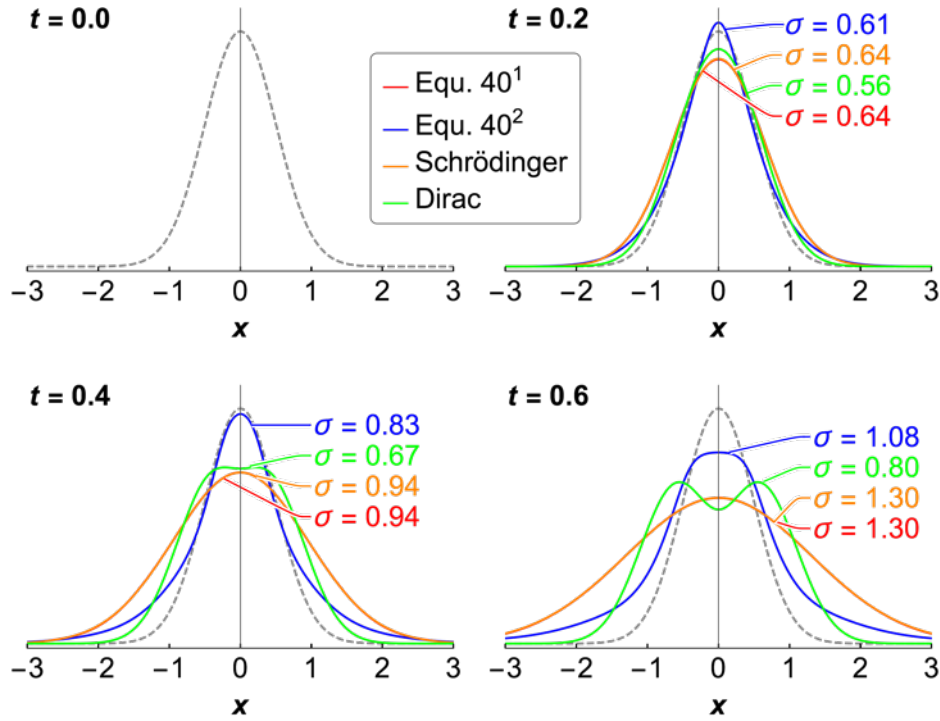 t = 0.0
−3 −2 −1 0 1 2 3
x
Equ. 40¹
Equ. 40²
Schrödinger
Dirac
t = 0.2
σ = 0.61
σ = 0.64
σ = 0.56
σ = 0.64
−3 −2 −1 0 1 2 3
x
t = 0.4
σ = 0.83
σ = 0.67
σ = 0.94
σ = 0.94
−3 −2 −1 0 1 2 3
x
t = 0.6
σ = 1.08
σ = 0.80
σ = 1.30
σ = 1.30
−3 −2 −1 0 1 2 3
x